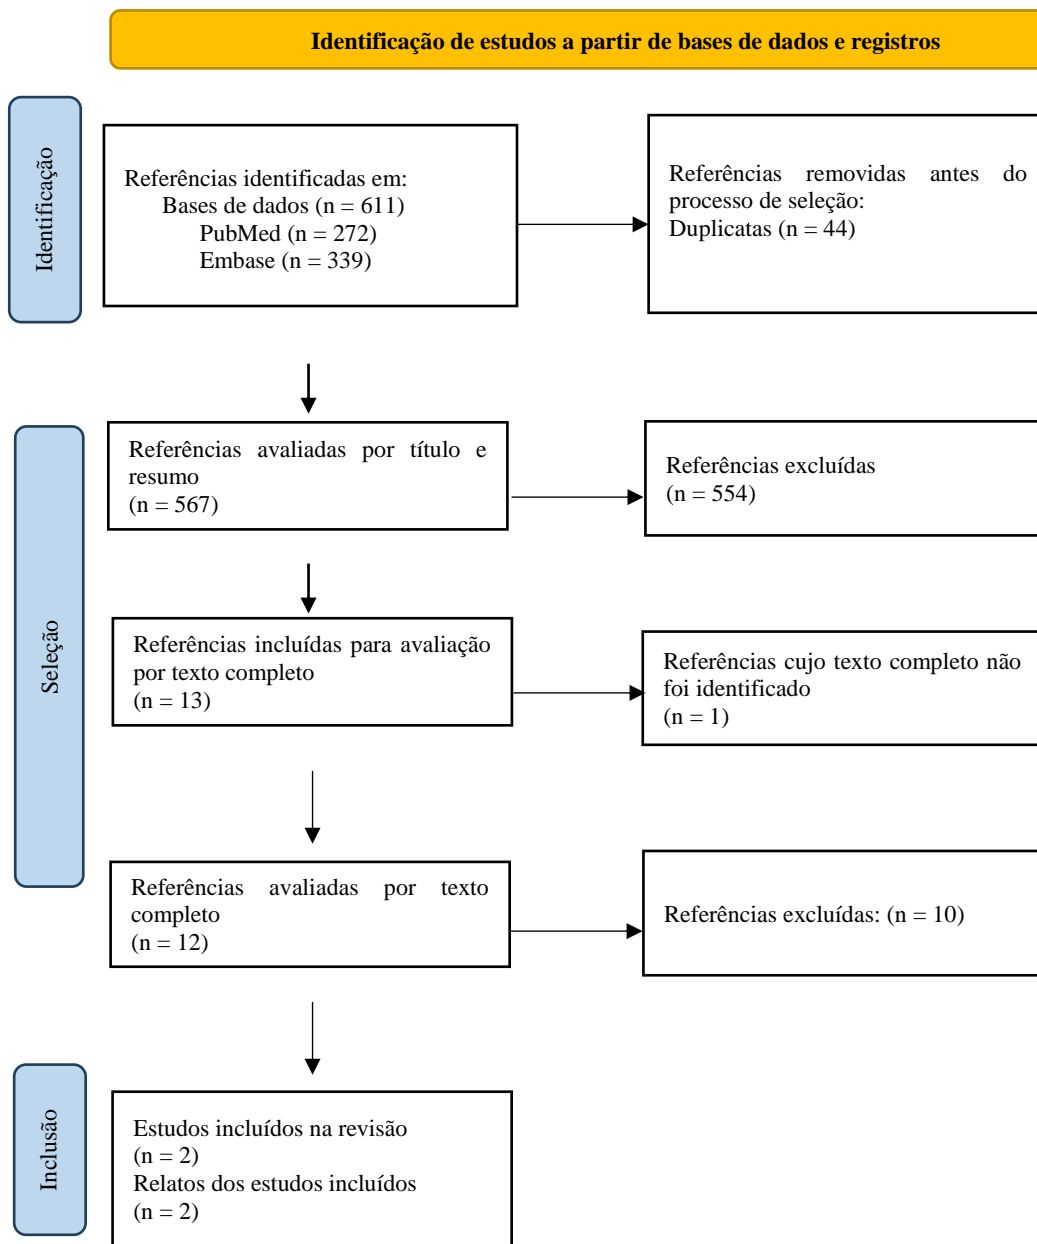 Identificação de estudos a partir de bases de dados e registros
Identificação
Referências identificadas em:
Bases de dados (n = 611)
PubMed (n = 272)
Embase (n = 339)
Referências removidas antes do
processo de seleção:
Duplicatas (n = 44)
Seleção
Referências avaliadas por título e
resumo
(n = 567)
Referências excluídas
(n = 554)
Referências incluídas para avaliação
por texto completo
(n = 13)
Referências cujo texto completo não
foi identificado
(n = 1)
Referências avaliadas por texto
completo
(n = 12)
Referências excluídas: (n = 10)
Inclusão
Estudos incluídos na revisão
(n = 2)
Relatos dos estudos incluídos
(n = 2)